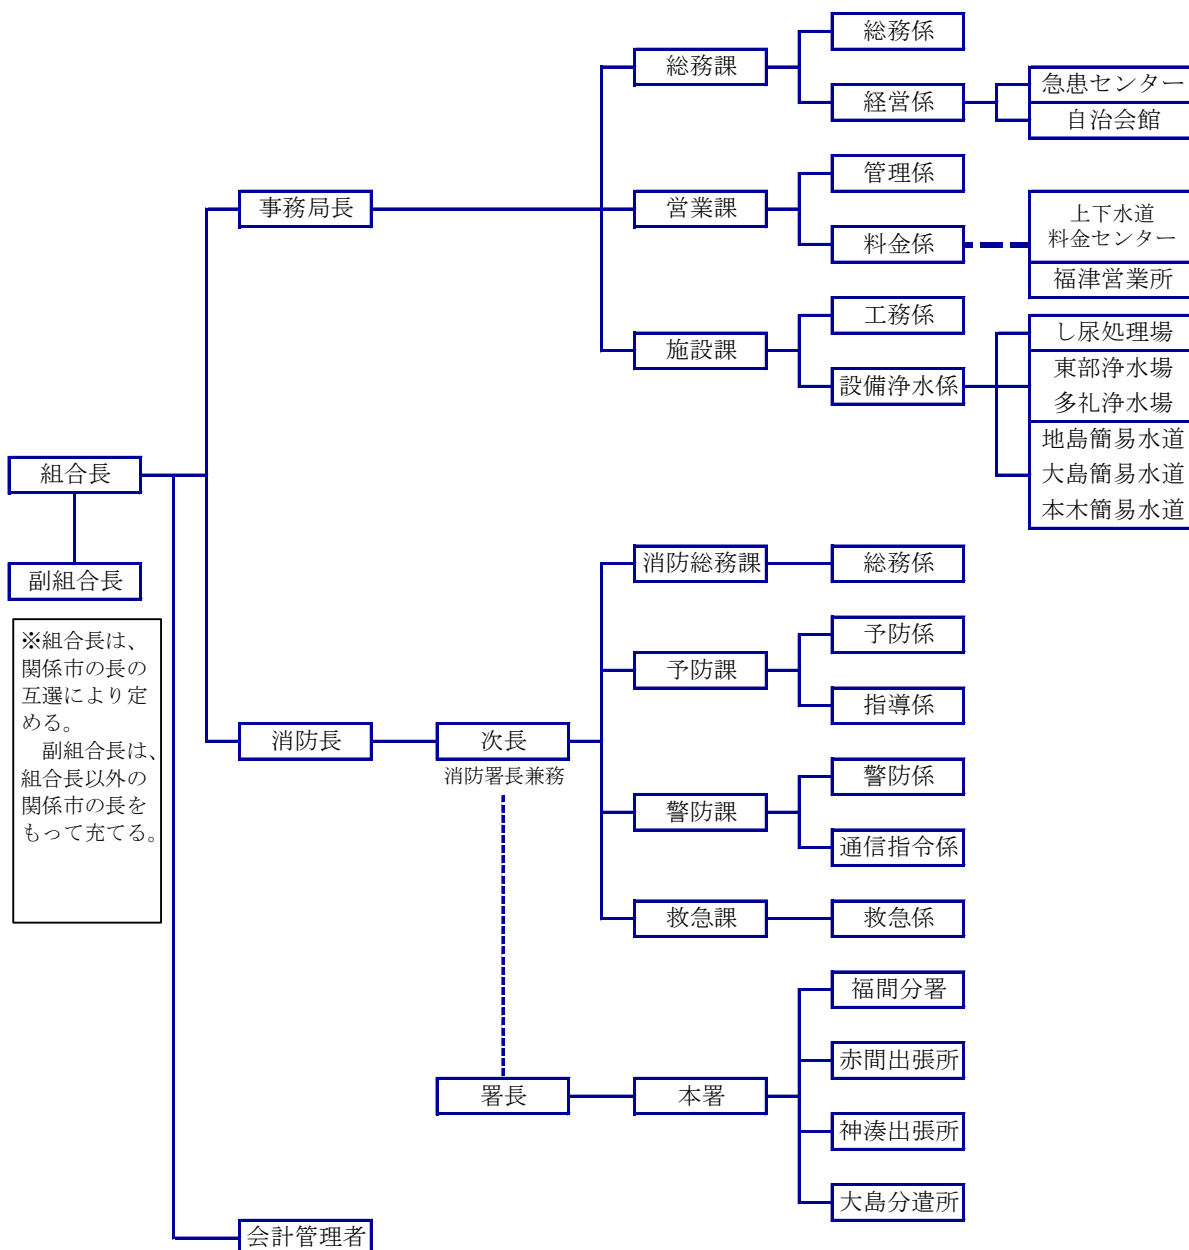 総務係
総務課
経営係
急患センター
自治会館
事務局長
営業課
管理係
料金係
上下水道
料金センター
福津営業所
施設課
工務係
設備浄水係
し尿処理場
東部浄水場
多礼浄水場
地島簡易水道
大島簡易水道
本木簡易水道
組合長
副組合長
※組合長は、
関係市の長の
互選により定
める。
　副組合長は、
組合長以外の
関係市の長を
もって充てる。
消防総務課
総務係
予防課
予防係
指導係
消防長
次長
消防署長兼務
警防課
警防係
通信指令係
救急課
救急係
署長
本署
福間分署
赤間出張所
神湊出張所
大島分遣所
会計管理者